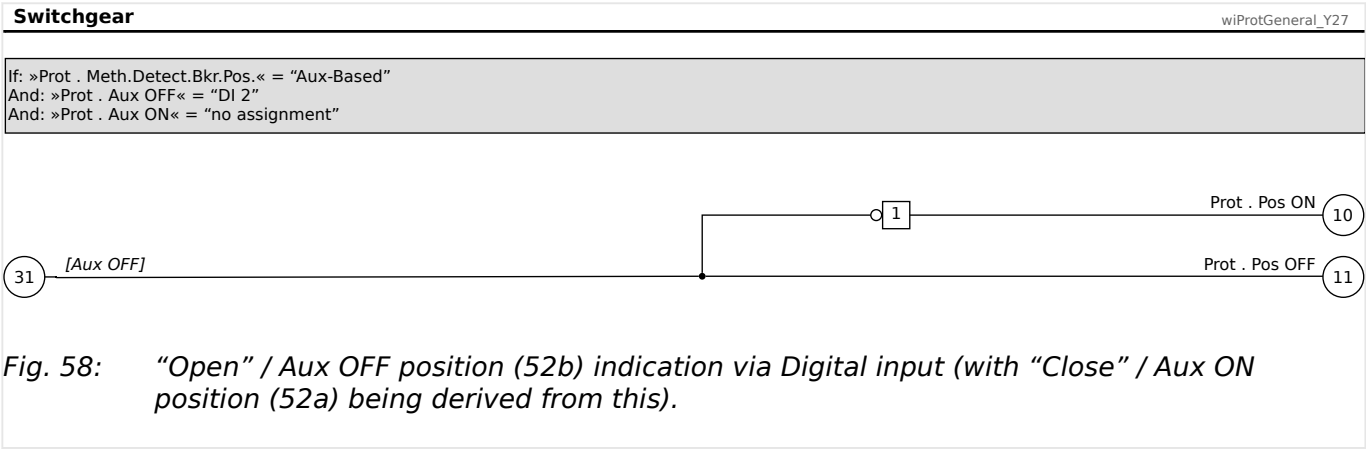 Switchgear
wiProtGeneral_Y27
If: »Prot . Meth.Detect.Bkr.Pos.« = “Aux-Based”
And: »Prot . Aux OFF« = “DI 2”
And: »Prot . Aux ON« = “no assignment”
1
Prot . Pos ON
10
31
[Aux OFF]
Prot . Pos OFF
11
Fig. 58: “Open” / Aux OFF position (52b) indication via Digital input (with “Close” / Aux ON
position (52a) being derived from this).